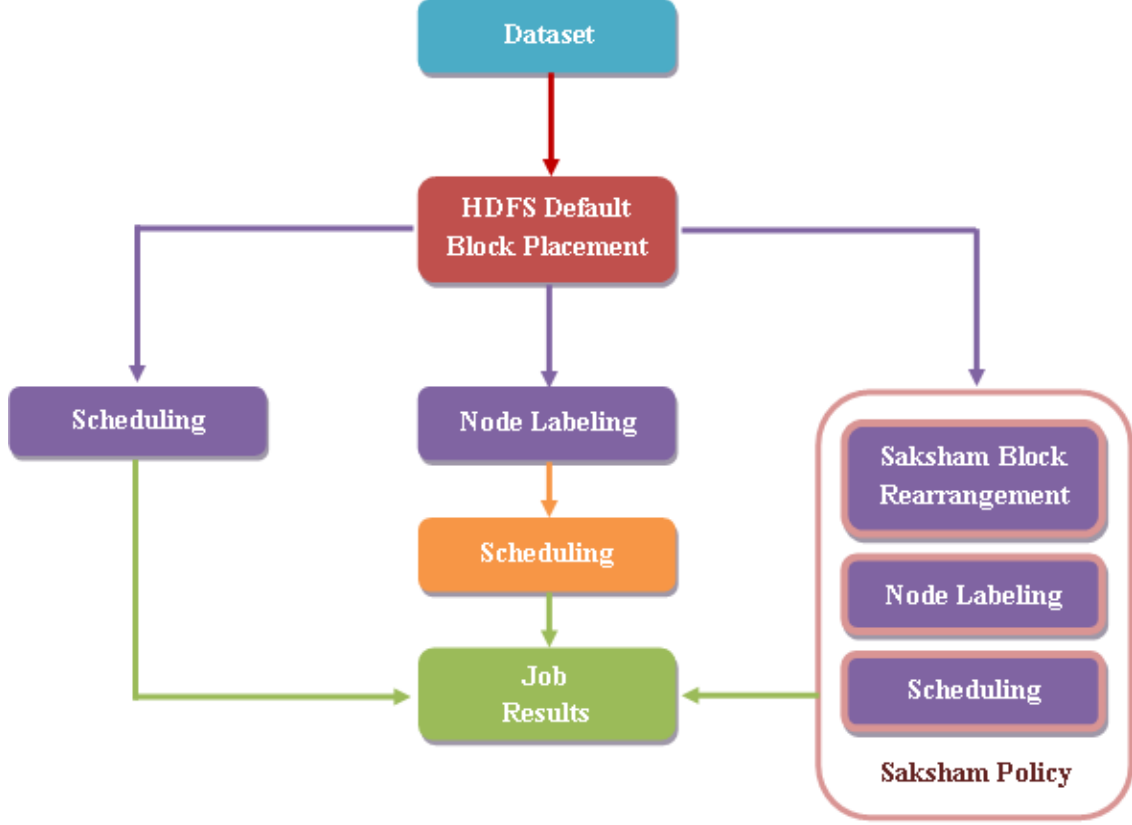 Dataset
HDFS Default
Block Placement
Scheduling
Node Labeling
Scheduling
Job
Results
Saksham Block
Rearrangement
Node Labeling
Scheduling
Saksham Policy